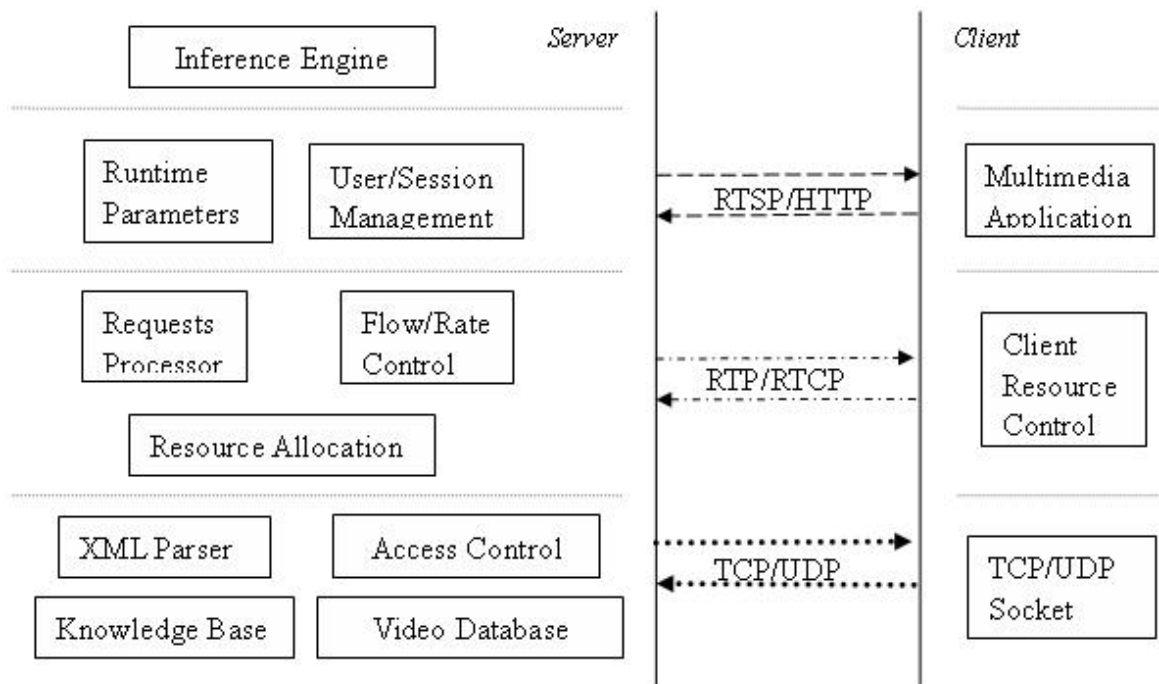 Inference Engine
Server
Client
Runtime
Parameters
User/Session
Management
RTSP/HTTP
Multimedia
Application
Requests
Processor
Flow/Rate
Control
RTP/RTCP
Client
Resource
Control
Resource Allocation
XML Parser
Access Control
TCP/UDP
TCP/UDP
Socket
Knowledge Base
Video Database